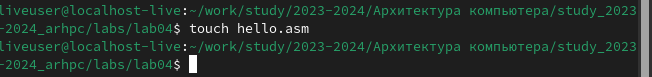 liveuser@localhost-live:~/work/study/2023-2024/Архитектура компьютера/study_2023
-2024_arhpc/labs/lab04$ touch hello.asm
liveuser@localhost-live:~/work/study/2023-2024/Архитектура компьютера/study_2023
-2024_arhpc/labs/lab04$